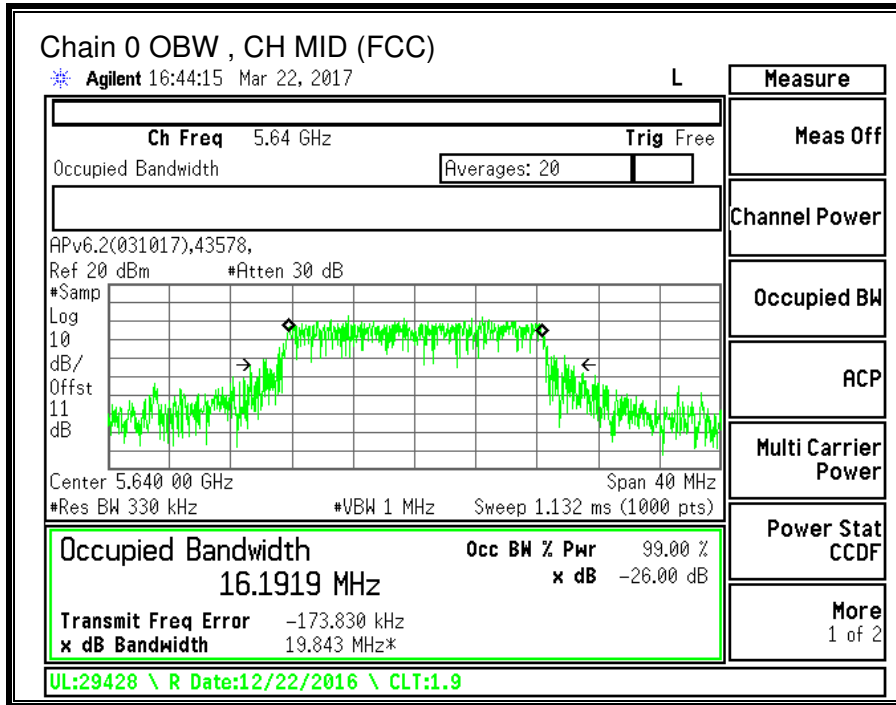 Chain 0 OBW , CH MID (FCC)
Agilent 16:44:15 Mar 22, 2017 L
Measure
Ch Freq 5.64 GHz Trig Free
Occupied Bandwidth Averages: 20
APv6.2(031017),43578,
Ref 20 dBm #Atten 30 dB
#Samp
Log
10
dB/
Offst
11
dB
Center 5.640 00 GHz Span 40 MHz
#Res BW 330 kHz #VBW 1 MHz Sweep 1.132 ms (1000 pts)
Occupied Bandwidth Occ BW % Pwr 99.00 %
16.1919 MHz x dB -26.00 dB
Transmit Freq Error -173.830 kHz
x dB Bandwidth 19.843 MHz*
UL:29428 \ R Date:12/22/2016 \ CLT:1.9
Meas Off
Channel Power
Occupied BW
ACP
Multi Carrier
Power
Power Stat
CCDF
More
1 of 2